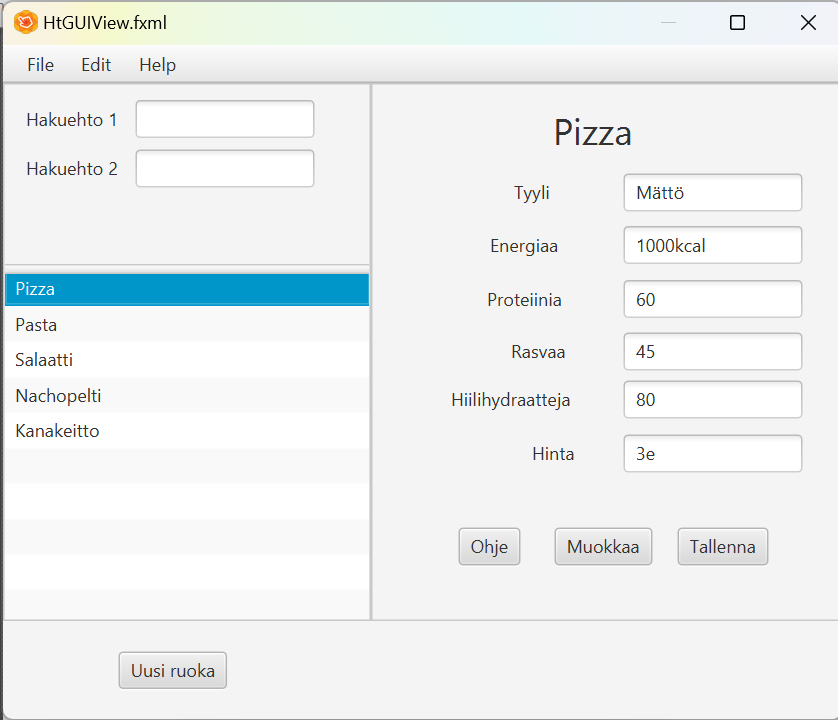 HtGUIView.fxml
File Edit Help
Hakuehto 1
Hakuehto 2
Pizza
Pasta
Salaatti
Nachopelti
Kanakeitto
Pizza
Tyyli Mättö
Energiaa 1000kcal
Proteiinia 60
Rasvaa 45
Hiilihydraatteja 80
Hinta 3e
Ohje Muokkaa Tallenna
Uusi ruoka